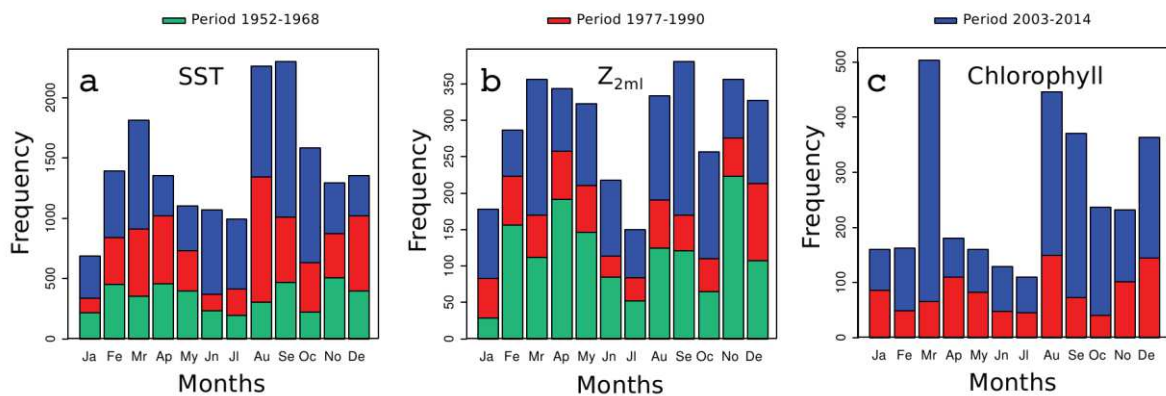 Period 1952-1968 Period 1977-1990 Period 2003-2014
a SST
Frequency
0 500 1000 1500 2000
Ja Fe Mr Ap My Jn Jl Au Se Oc No De
Months
b Z2ml
Frequency
0 50 100 150 200 250 300 350
Ja Fe Mr Ap My Jn Jl Au Se Oc No De
Months
c Chlorophyll
Frequency
0 100 200 300 400 500
Ja Fe Mr Ap My Jn Jl Au Se Oc No De
Months